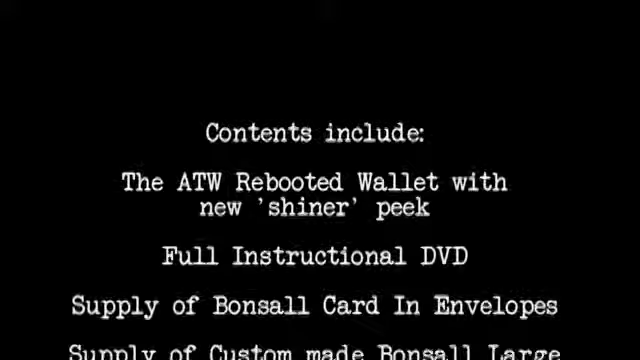 Contents include:
The ATW Rebooted Wallet with
new 'shiner' peek
Full Instructional DVD
Supply of Bonsall Card In Envelopes
Supply of Custom made Bonsall Large